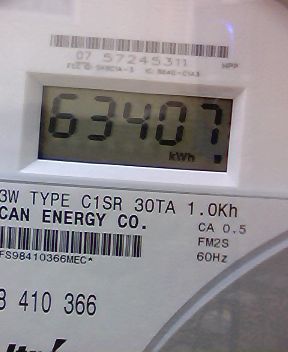 07 57245311 HPP
63407
kWh
3W TYPE C1SR 30TA 1.0Kh
CAN ENERGY CO.
CA 0.5
FM2S
60Hz
FS98410366MEC*
410 366